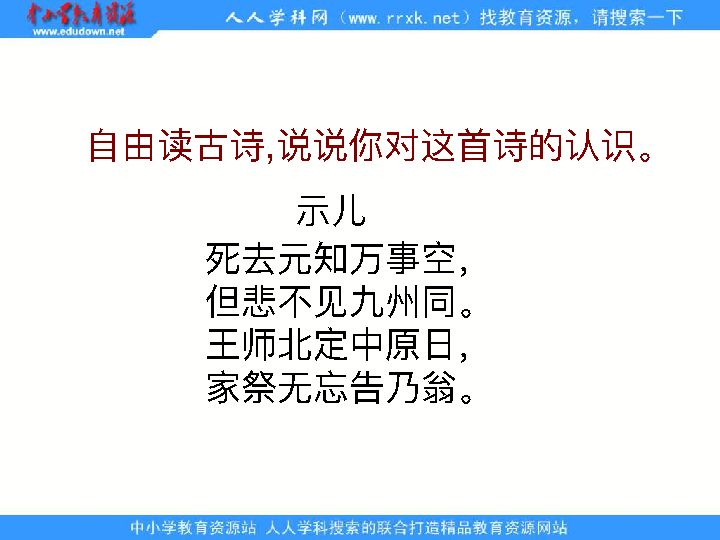 中小学教育资源
www.edudown.net
人人学科网（www.rrxk.net）找教育资源，请搜索一下
自由读古诗,说说你对这首诗的认识。
示儿
死去元知万事空，
但悲不见九州同。
王师北定中原日，
家祭无忘告乃翁。
中小学教育资源站 人人学科搜索的联合打造精品教育资源网站